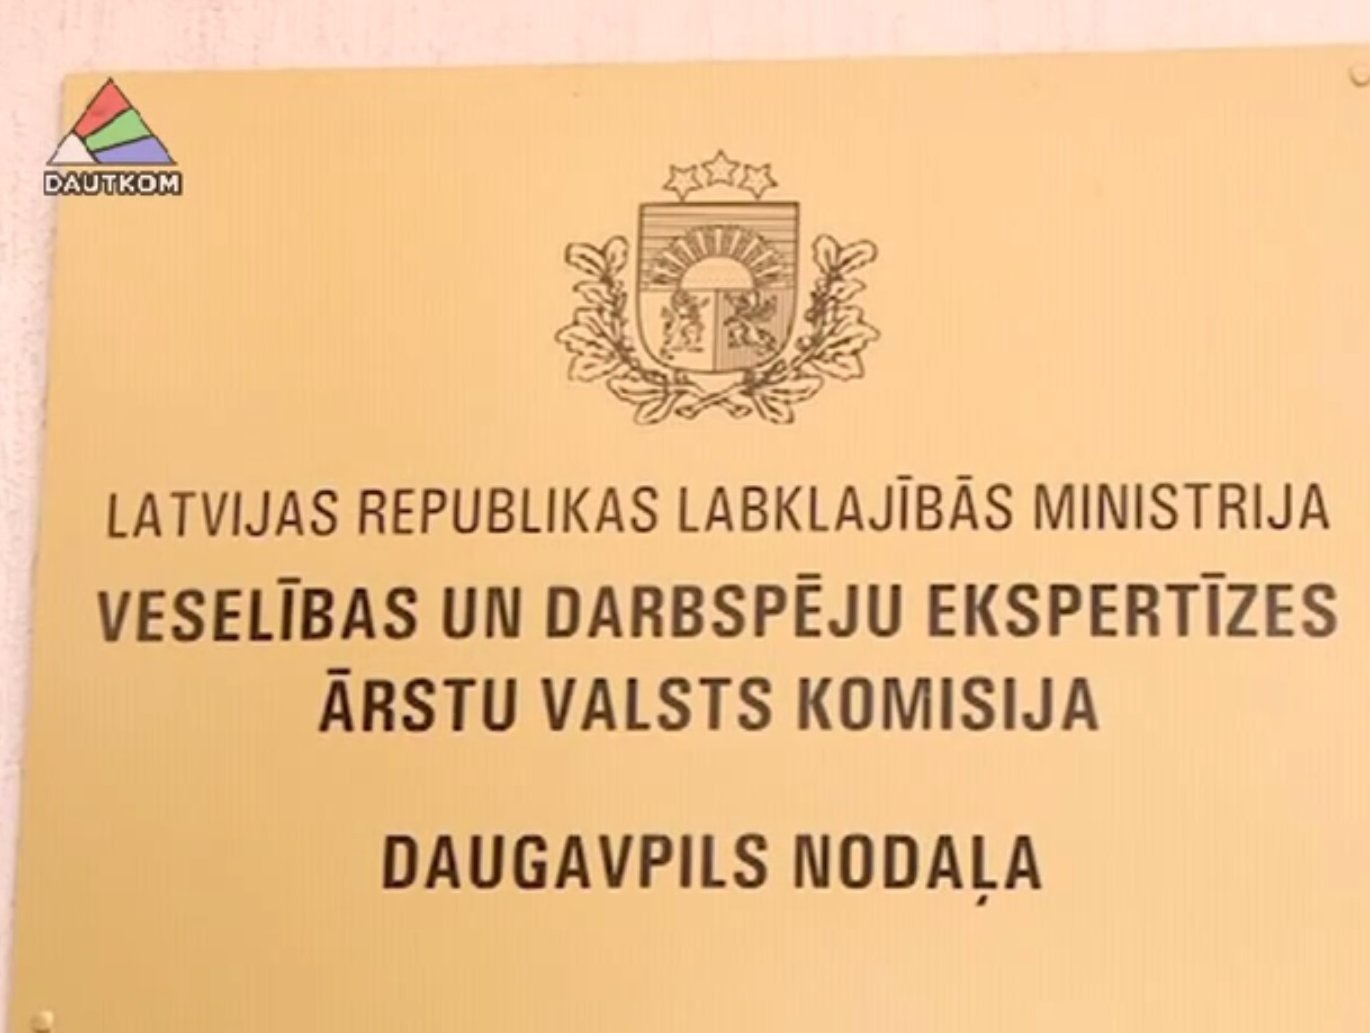 DAUTKOM
LATVIJAS REPUBLIKAS LABKLAJĪBĀS MINISTRIJA
VESELĪBAS UN DARBSPĒJU EKSPERTĪZES
ĀRSTU VALSTS KOMISIJA
DAUGAVPILS NODAĻA